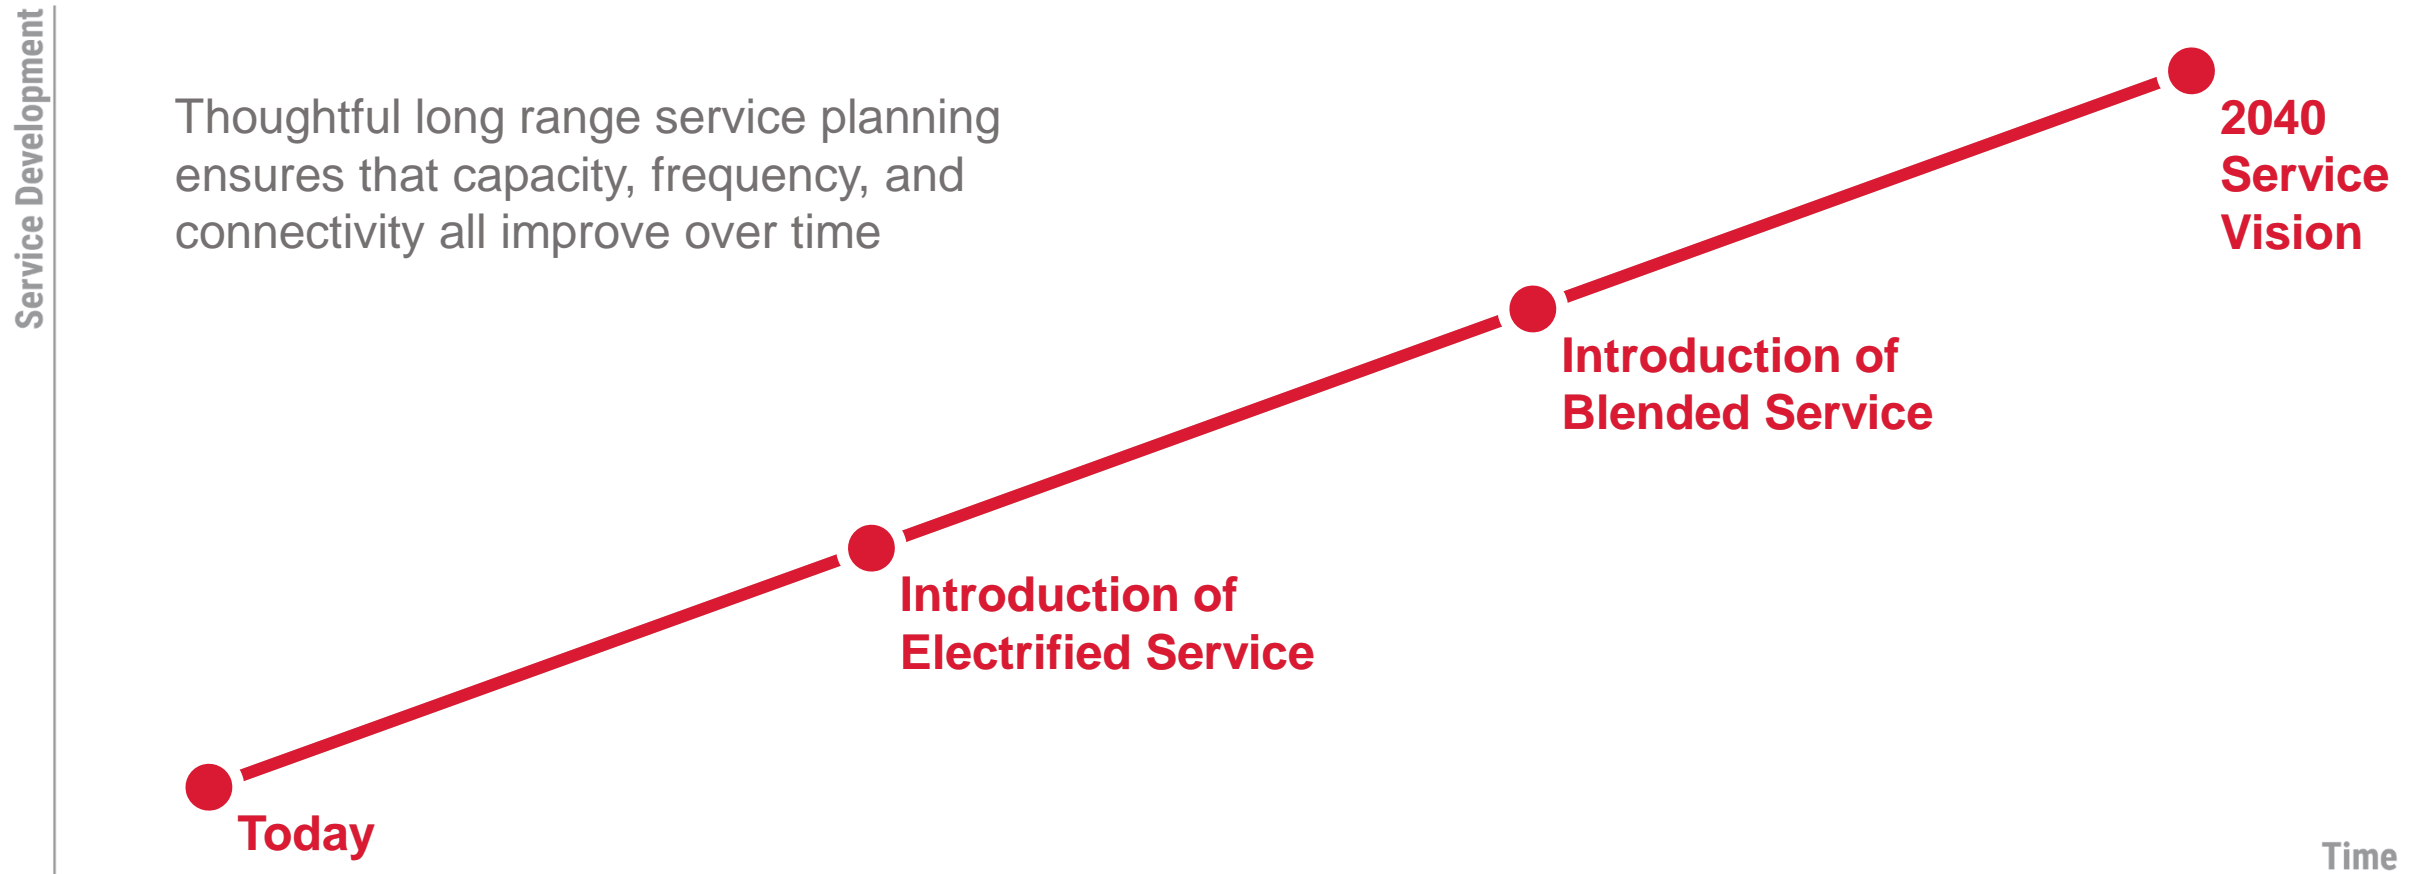 Service Development
Thoughtful long range service planning
ensures that capacity, frequency, and
connectivity all improve over time
2040
Service
Vision
Introduction of
Blended Service
Introduction of
Electrified Service
Today
Time